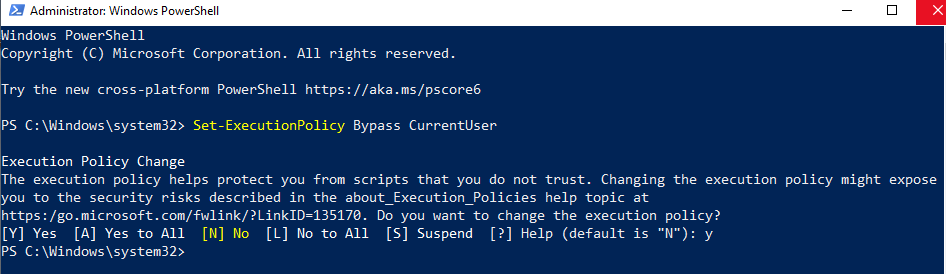 Administrator: Windows PowerShell
Windows PowerShell
Copyright (C) Microsoft Corporation. All rights reserved.
Try the new cross-platform PowerShell https://aka.ms/pscore6
PS C:\Windows\system32> Set-ExecutionPolicy Bypass CurrentUser
Execution Policy Change
The execution policy helps protect you from scripts that you do not trust. Changing the execution policy might expose
you to the security risks described in the about_Execution_Policies help topic at
https:/go.microsoft.com/fwlink/?LinkID=135170. Do you want to change the execution policy?
[Y] Yes  [A] Yes to All  [N] No  [L] No to All  [S] Suspend  [?] Help (default is "N"): y
PS C:\Windows\system32>